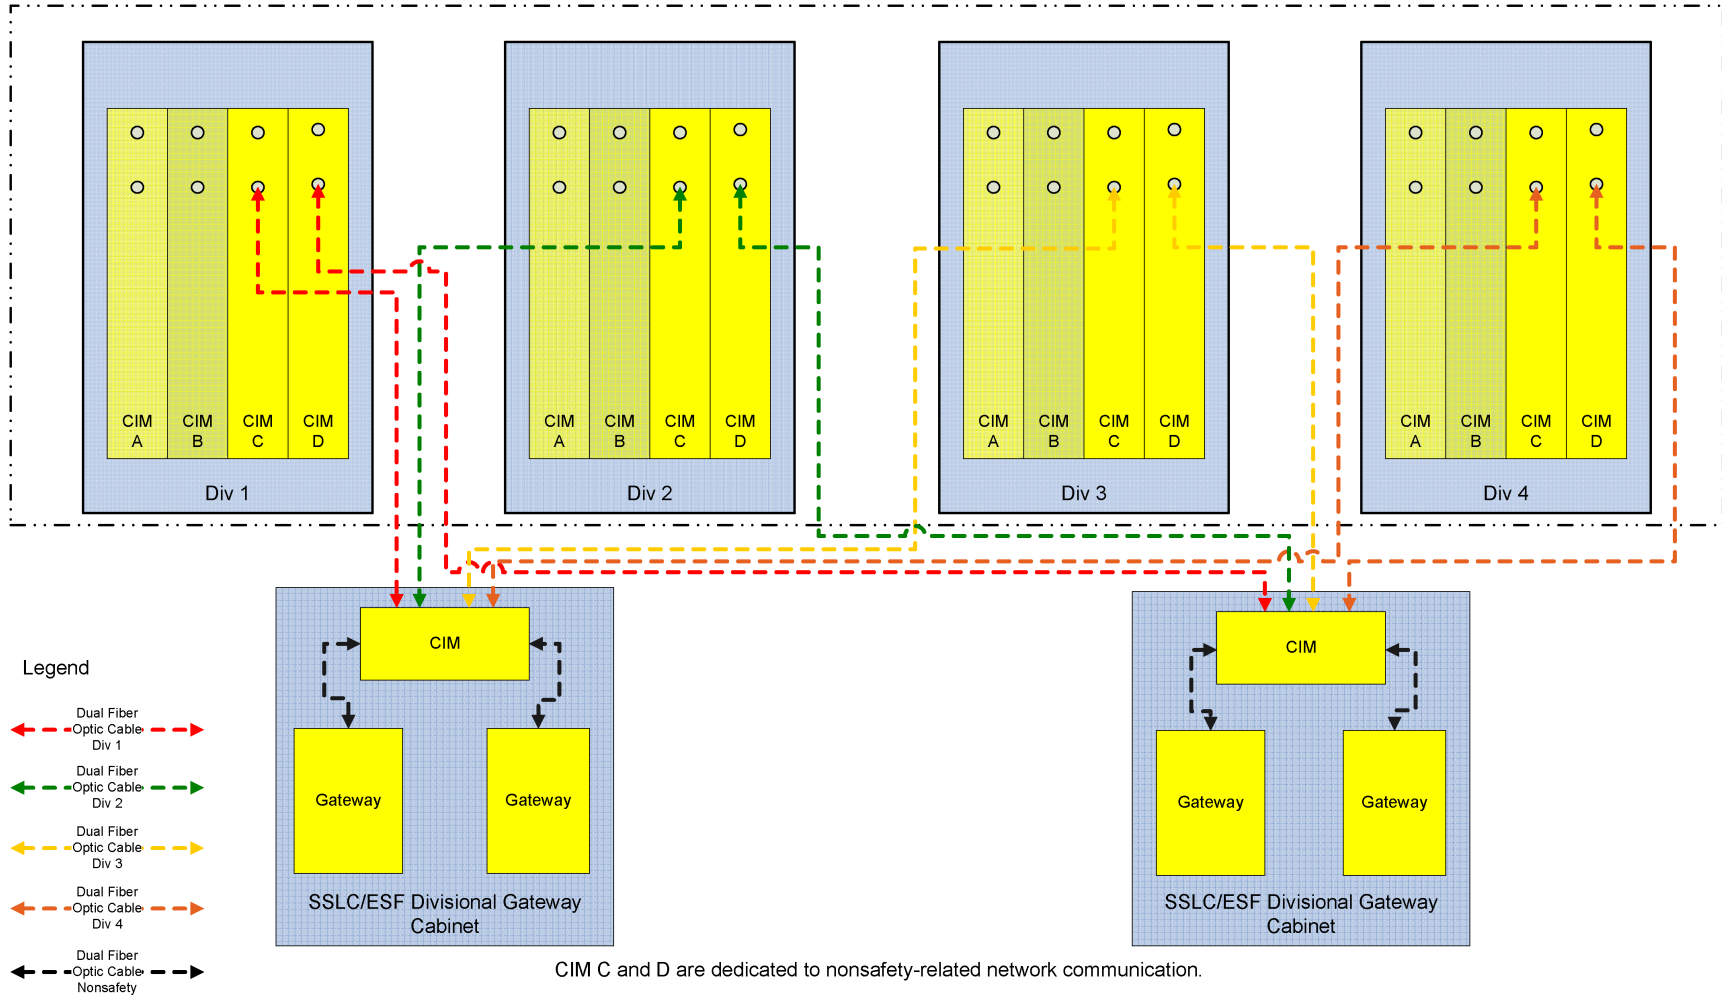 CIM
A
CIM
B
CIM
C
CIM
D
Div 1
CIM
A
CIM
B
CIM
C
CIM
D
Div 2
CIM
A
CIM
B
CIM
C
CIM
D
Div 3
CIM
A
CIM
B
CIM
C
CIM
D
Div 4
CIM
Gateway
Gateway
SSLC/ESF Divisional Gateway
Cabinet
CIM
Gateway
Gateway
SSLC/ESF Divisional Gateway
Cabinet
Legend
Dual Fiber
Optic Cable
Div 1
Dual Fiber
Optic Cable
Div 2
Dual Fiber
Optic Cable
Div 3
Dual Fiber
Optic Cable
Div 4
Dual Fiber
Optic Cable
Nonsafety
CIM C and D are dedicated to nonsafety-related network communication.